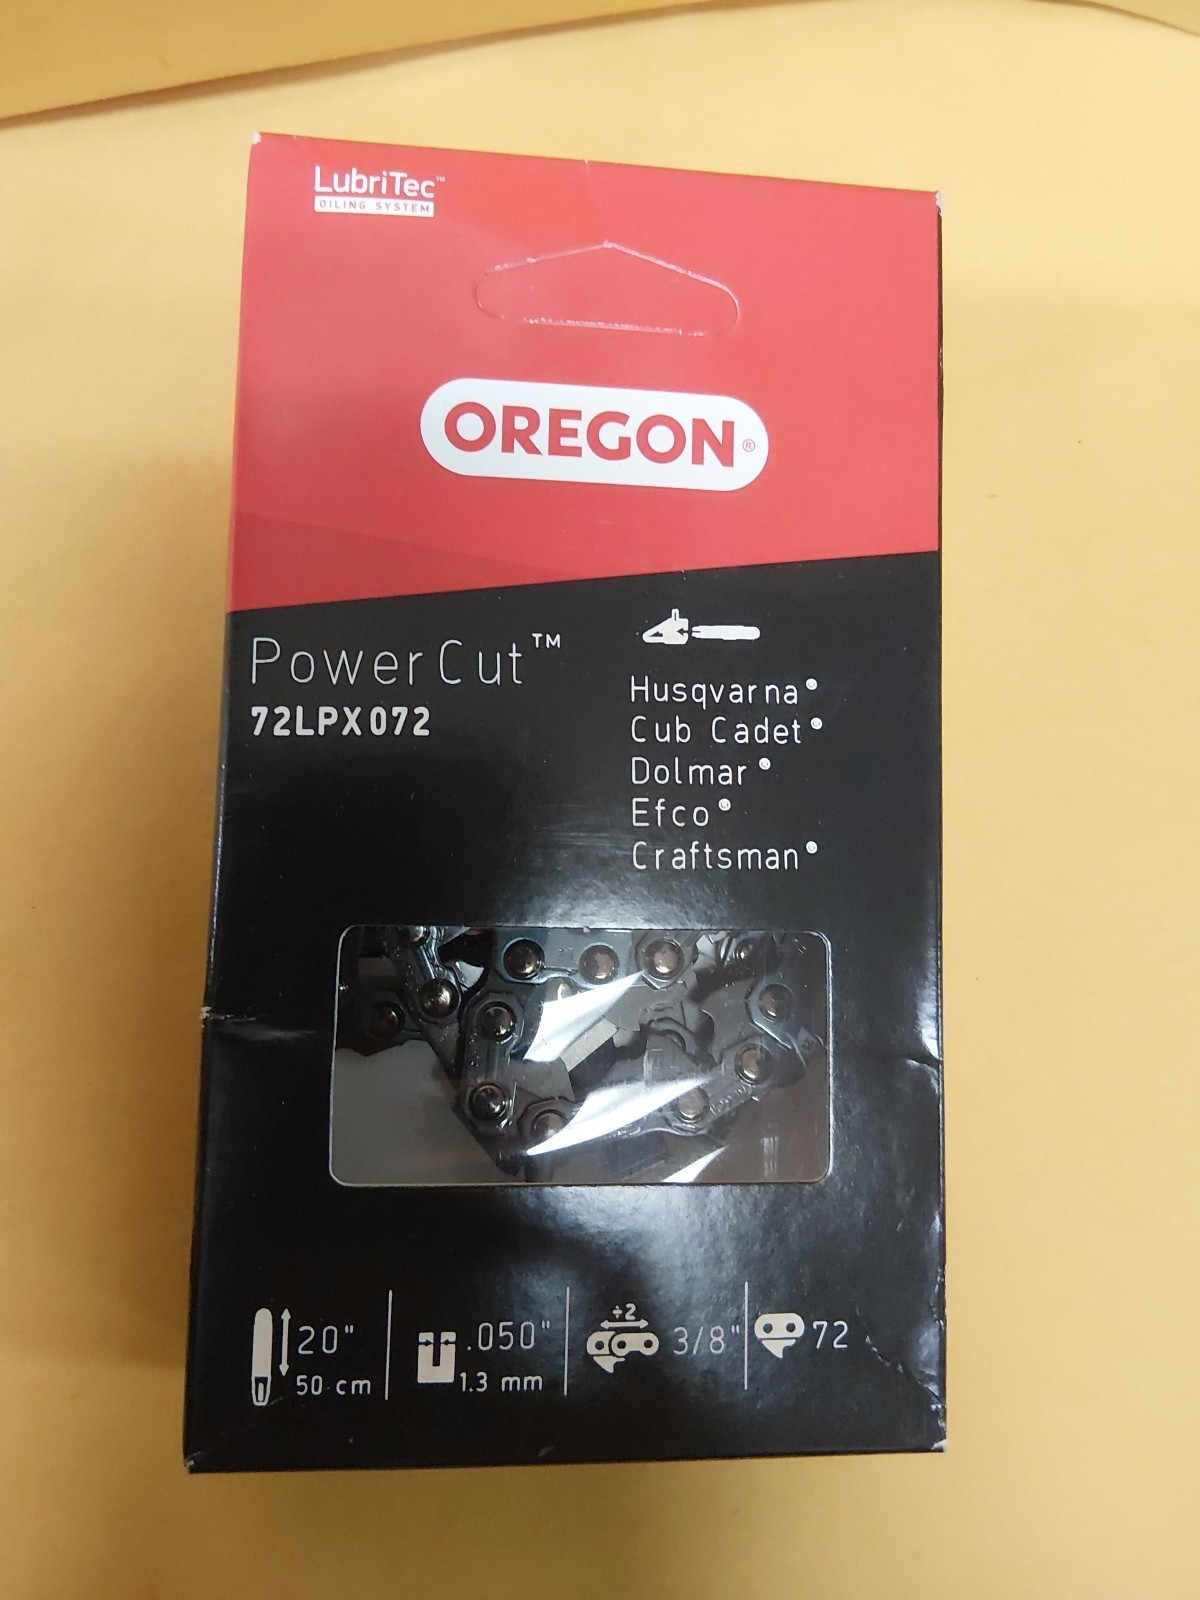 LubriTec™
OILING SYSTEM
OREGON®
PowerCut™
72LPX072
Husqvarna®
Cub Cadet®
Dolmar®
Efco®
Craftsman®
20"
50 cm
.050"
1.3 mm
÷2
3/8"
72